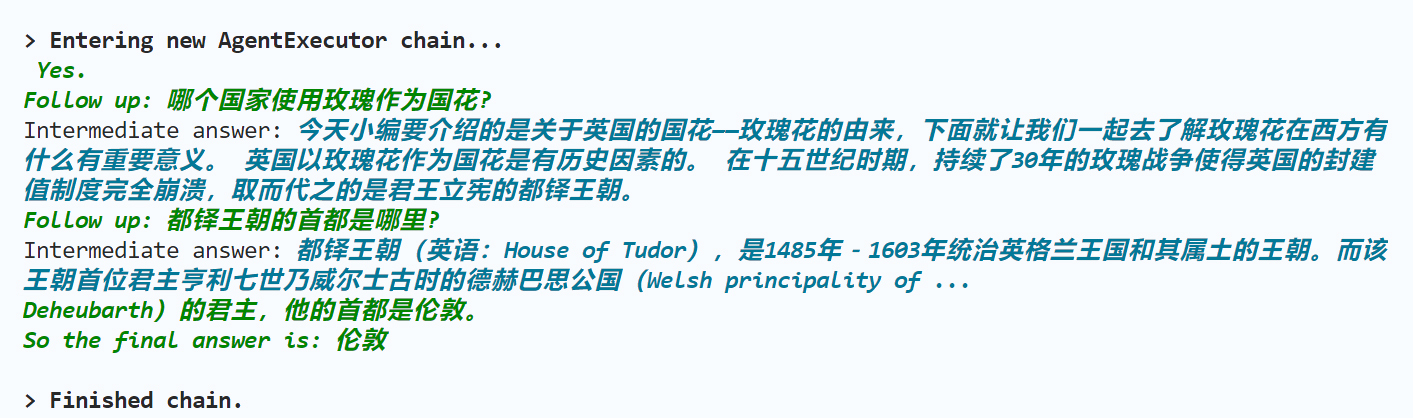 > Entering new AgentExecutor chain...
Yes.
Follow up: 哪个国家使用玫瑰作为国花?
Intermediate answer: 今天小编要介绍的是关于英国的国花——玫瑰花的由来，下面就让我们一起去了解玫瑰花在西方有
什么有重要意义。 英国以玫瑰花作为国花是有历史因素的。 在十五世纪时期，持续了30年的玫瑰战争使得英国的封建
值制度完全崩溃，取而代之的是君王立宪的都铎王朝。
Follow up: 都铎王朝的首都是哪里?
Intermediate answer: 都铎王朝（英语：House of Tudor），是1485年－1603年统治英格兰王国和其属土的王朝。而该
王朝首位君主亨利七世乃威尔士古时的德赫巴思公国（Welsh principality of ...
Deheubarth）的君主，他的首都是伦敦。
So the final answer is: 伦敦
> Finished chain.